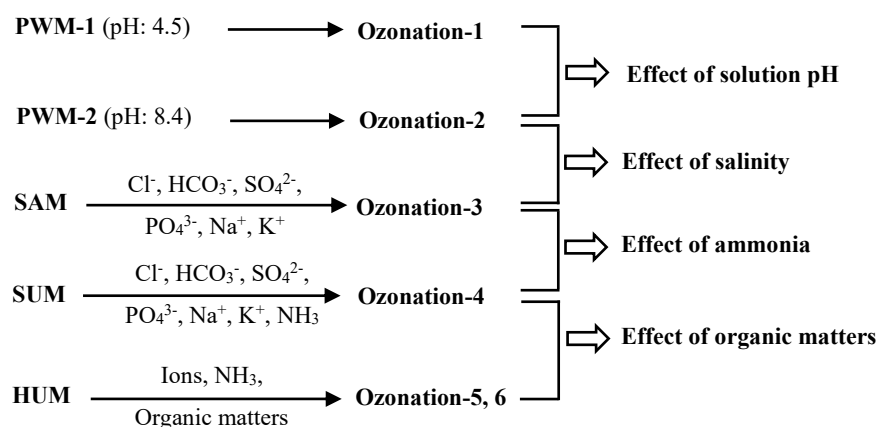 PWM-1 (pH: 4.5)
Ozonation-1
Effect of solution pH
PWM-2 (pH: 8.4)
Ozonation-2
Effect of salinity
Cl⁻, HCO₃⁻, SO₄²⁻,
SAM
Ozonation-3
PO₄³⁻, Na⁺, K⁺
Effect of ammonia
Cl⁻, HCO₃⁻, SO₄²⁻,
SUM
Ozonation-4
PO₄³⁻, Na⁺, K⁺, NH₃
Effect of organic matters
Ions, NH₃,
HUM
Ozonation-5, 6
Organic matters